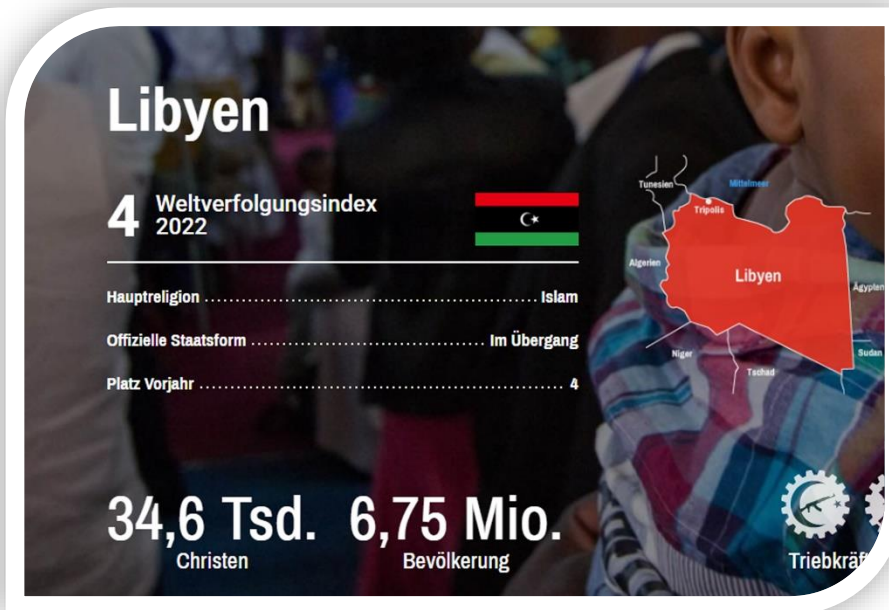 Libyen
4 Weltverfolgungsindex
2022
Hauptreligion Islam
Offizielle Staatsform Im Übergang
Platz Vorjahr 4
34,6 Tsd.
Christen
6,75 Mio.
Bevölkerung
Tunesien
Mittelmeer
Tripolis
Algerien
Libyen
Ägypten
Niger
Tschad
Sudan
Triebkräf